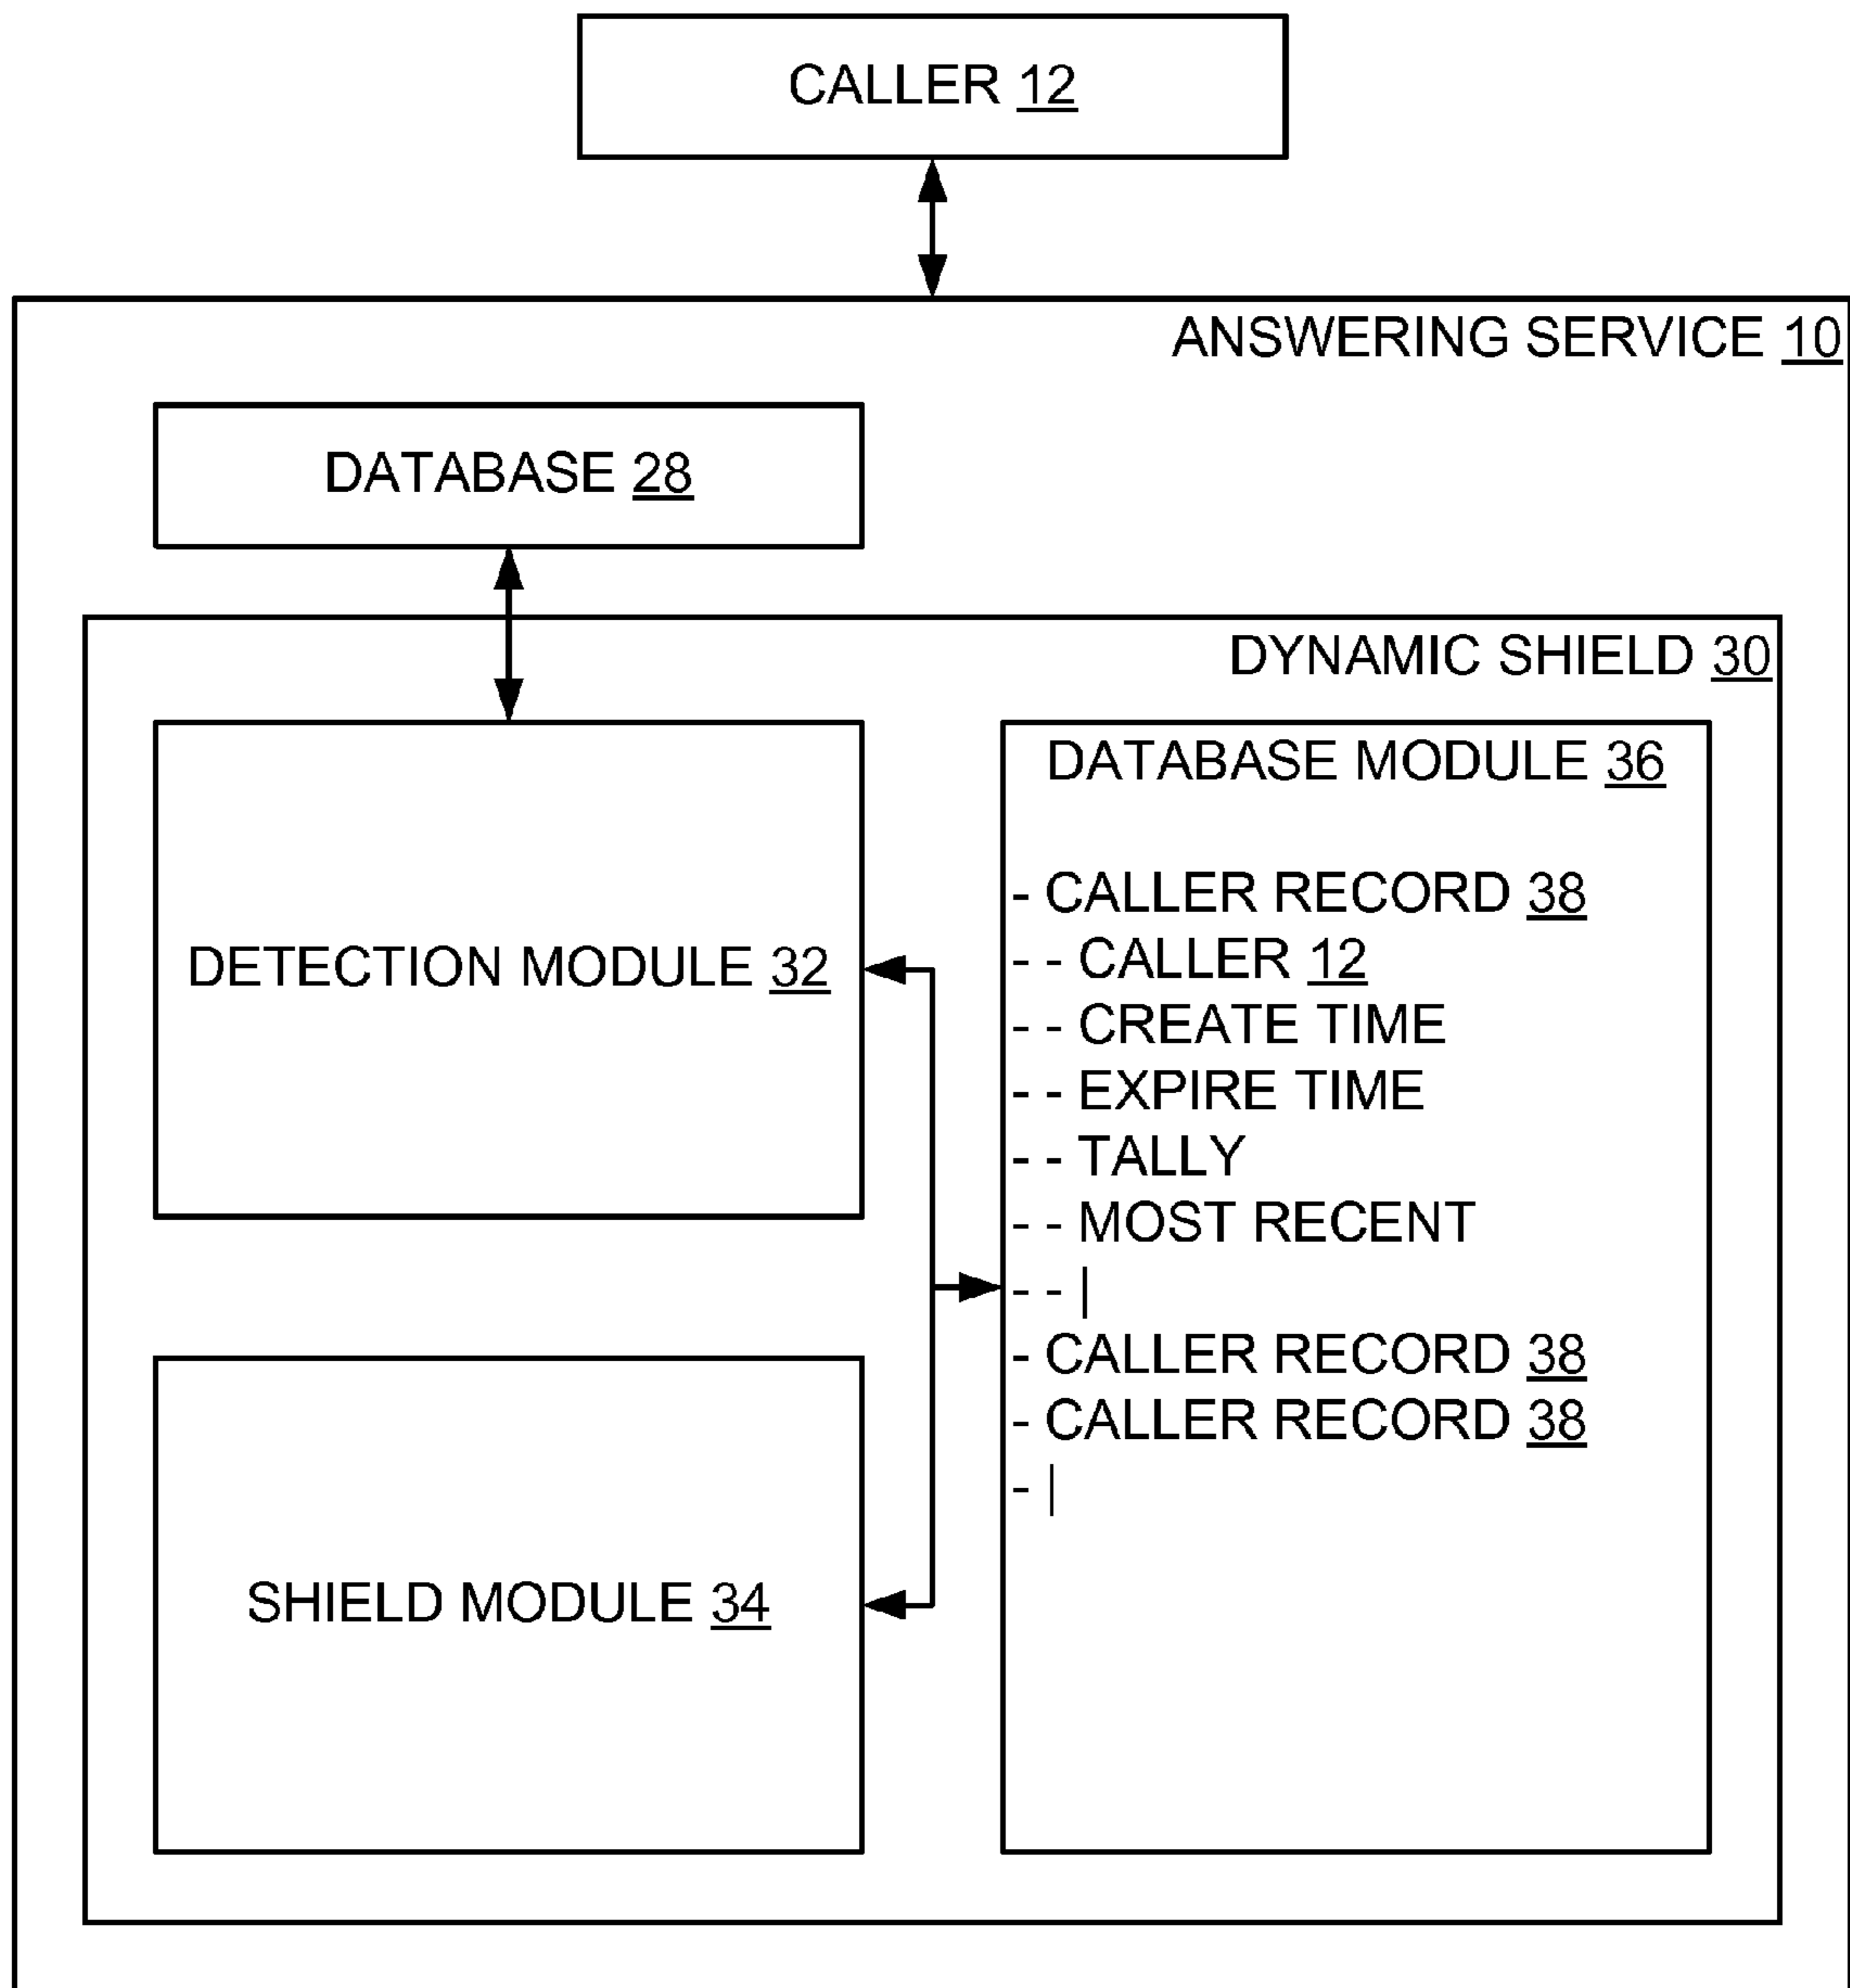 CALLER 12
ANSWERING SERVICE 10
DATABASE 28
DYNAMIC SHIELD 30
DETECTION MODULE 32
SHIELD MODULE 34
DATABASE MODULE 36
- CALLER RECORD 38
- - CALLER 12
- - CREATE TIME
- - EXPIRE TIME
- - TALLY
- - MOST RECENT
- - |
- CALLER RECORD 38
- CALLER RECORD 38
- |